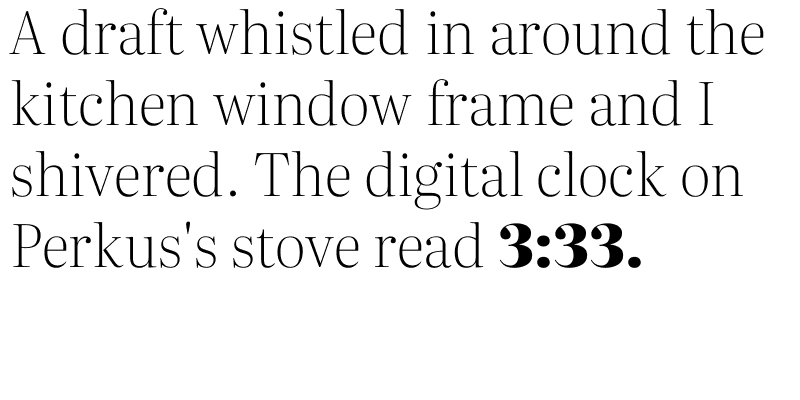 A draft whistled in around the
kitchen window frame and I
shivered. The digital clock on
Perkus's stove read 3:33.